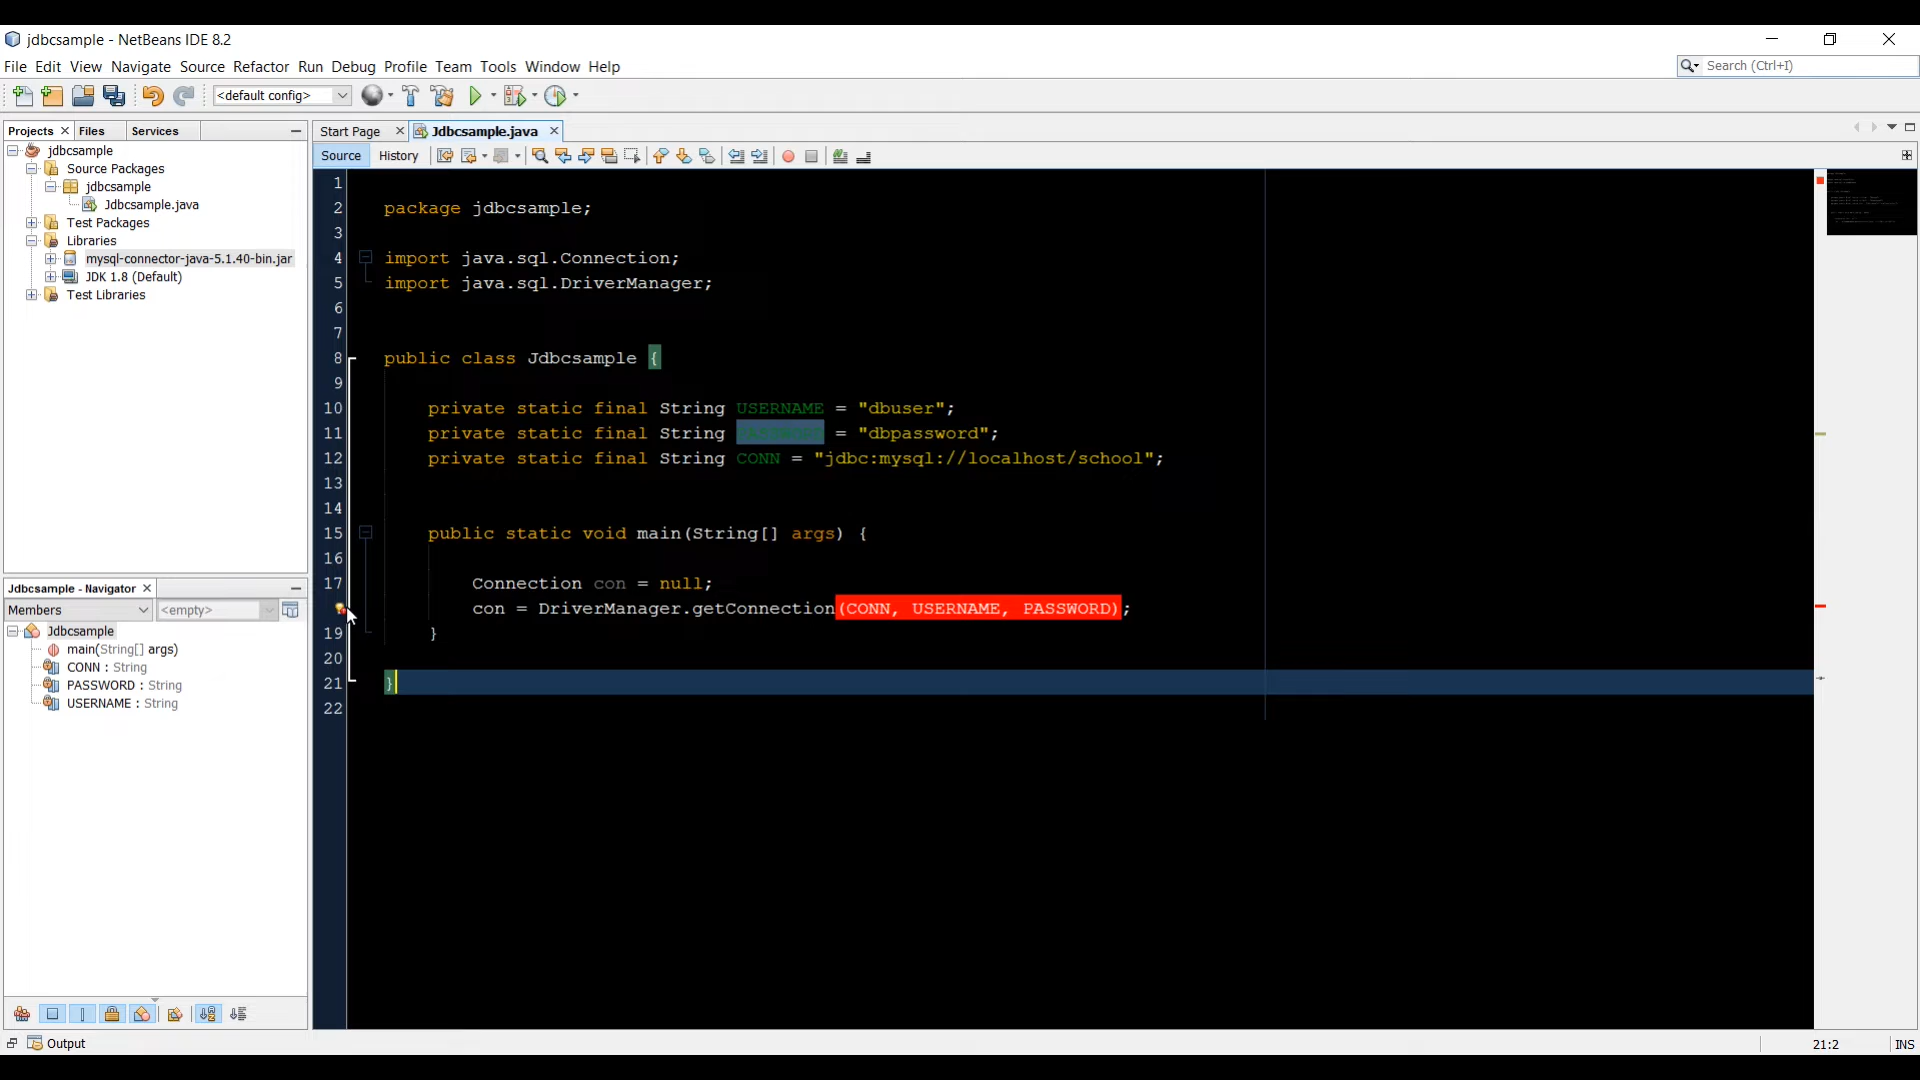 jdbcsample - NetBeans IDE 8.2
File Edit View Navigate Source Refactor Run Debug Profile Team Tools Window Help
Search (Ctrl+I)
<default config>
Projects Files Services
Start Page Jdbcsample.java
jdbcsample
Source Packages
jdbcsample
Jdbcsample.java
Test Packages
Libraries
mysql-connector-java-5.1.40-bin.jar
JDK 1.8 (Default)
Test Libraries
Source History
1
2 package jdbcsample;
3
4 import java.sql.Connection;
5 import java.sql.DriverManager;
6
7
8 public class Jdbcsample {
9
10 private static final String USERNAME = "dbuser";
11 private static final String PASSWORD = "dbpassword";
12 private static final String CONN = "jdbc:mysql://localhost/school";
13
14
15 public static void main(String[] args) {
16
17 Connection con = null;
con = DriverManager.getConnection(CONN, USERNAME, PASSWORD);
19 }
20
21 }
22
Jdbcsample - Navigator
Members <empty>
Jdbcsample
main(String[] args)
CONN : String
PASSWORD : String
USERNAME : String
Output
21:2 INS